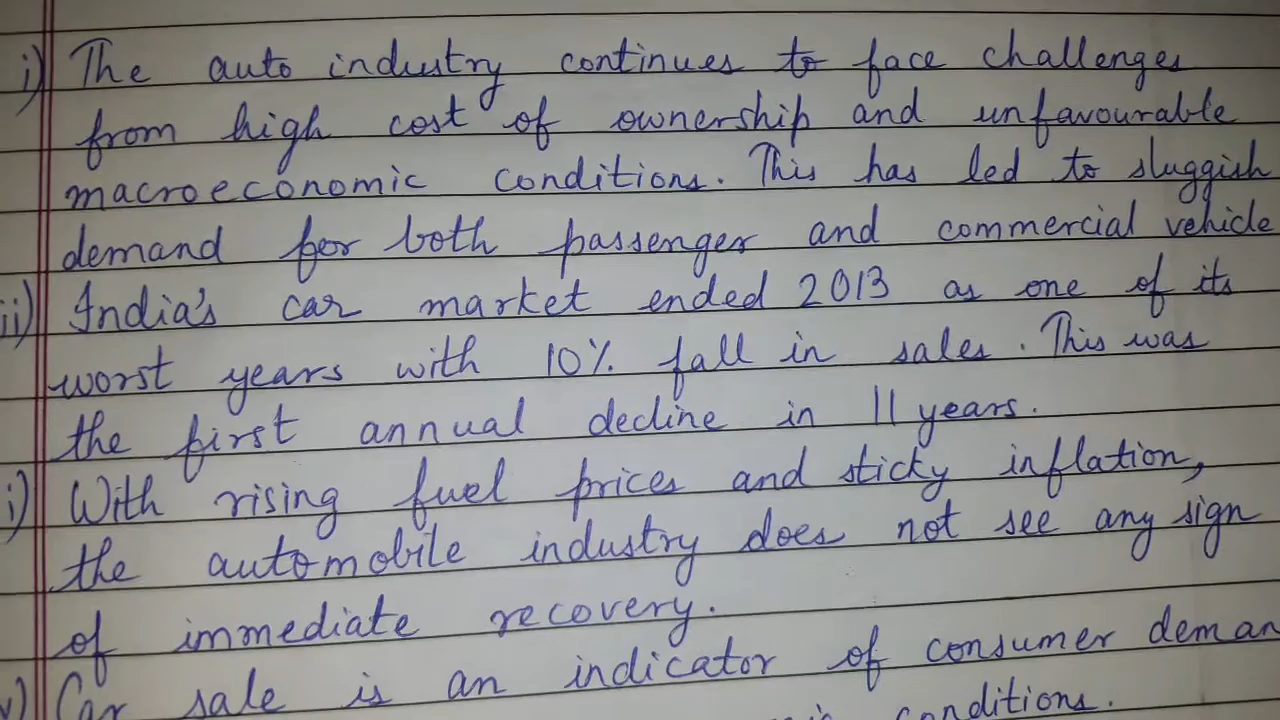 i) The auto industry continues to face challenges
from high cost of ownership and unfavourable
macroeconomic conditions. This has led to sluggish
demand for both passenger and commercial vehicle
ii) India's car market ended 2013 as one of its
worst years with 10% fall in sales. This was
the first annual decline in 11 years.
i) With rising fuel prices and sticky inflation,
the automobile industry does not see any sign
of immediate recovery.
v) Car sale is an indicator of consumer deman
conditions.